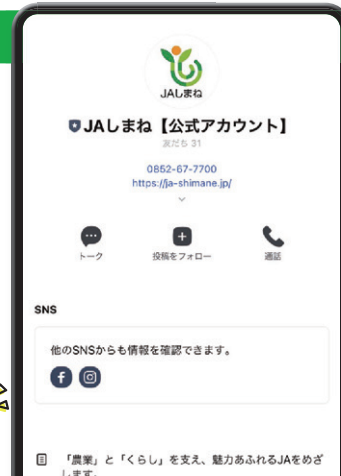 JAしまね
JAしまね【公式アカウント】
友だち 31
0852-67-7700
https://ja-shimane.jp/
トーク
投稿をフォロー
通話
SNS
他のSNSからも情報を確認できます。
「農業」と「くらし」を支え、魅力あふれるJAをめざ
します。